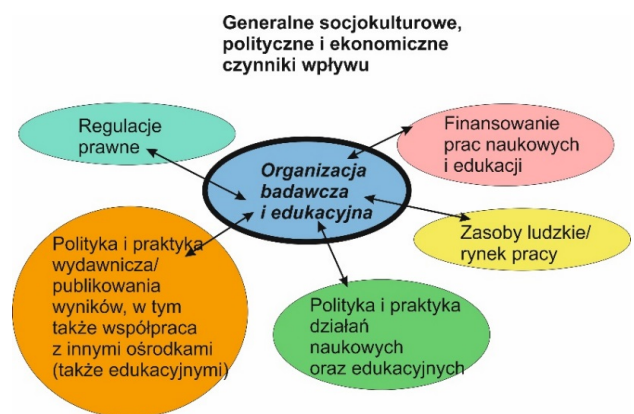 Generalne socjokulturowe,
polityczne i ekonomiczne
czynniki wpływu
Regulacje
prawne
Finansowanie
prac naukowych
i edukacji
Organizacja
badawcza
i edukacyjna
Zasoby ludzkie/
rynek pracy
Polityka i praktyka
wydawnicza/
publikowania
wyników, w tym
także współpraca
z innymi ośrodkami
(także edukacyjnymi)
Polityka i praktyka
działań
naukowych
oraz edukacyjnych